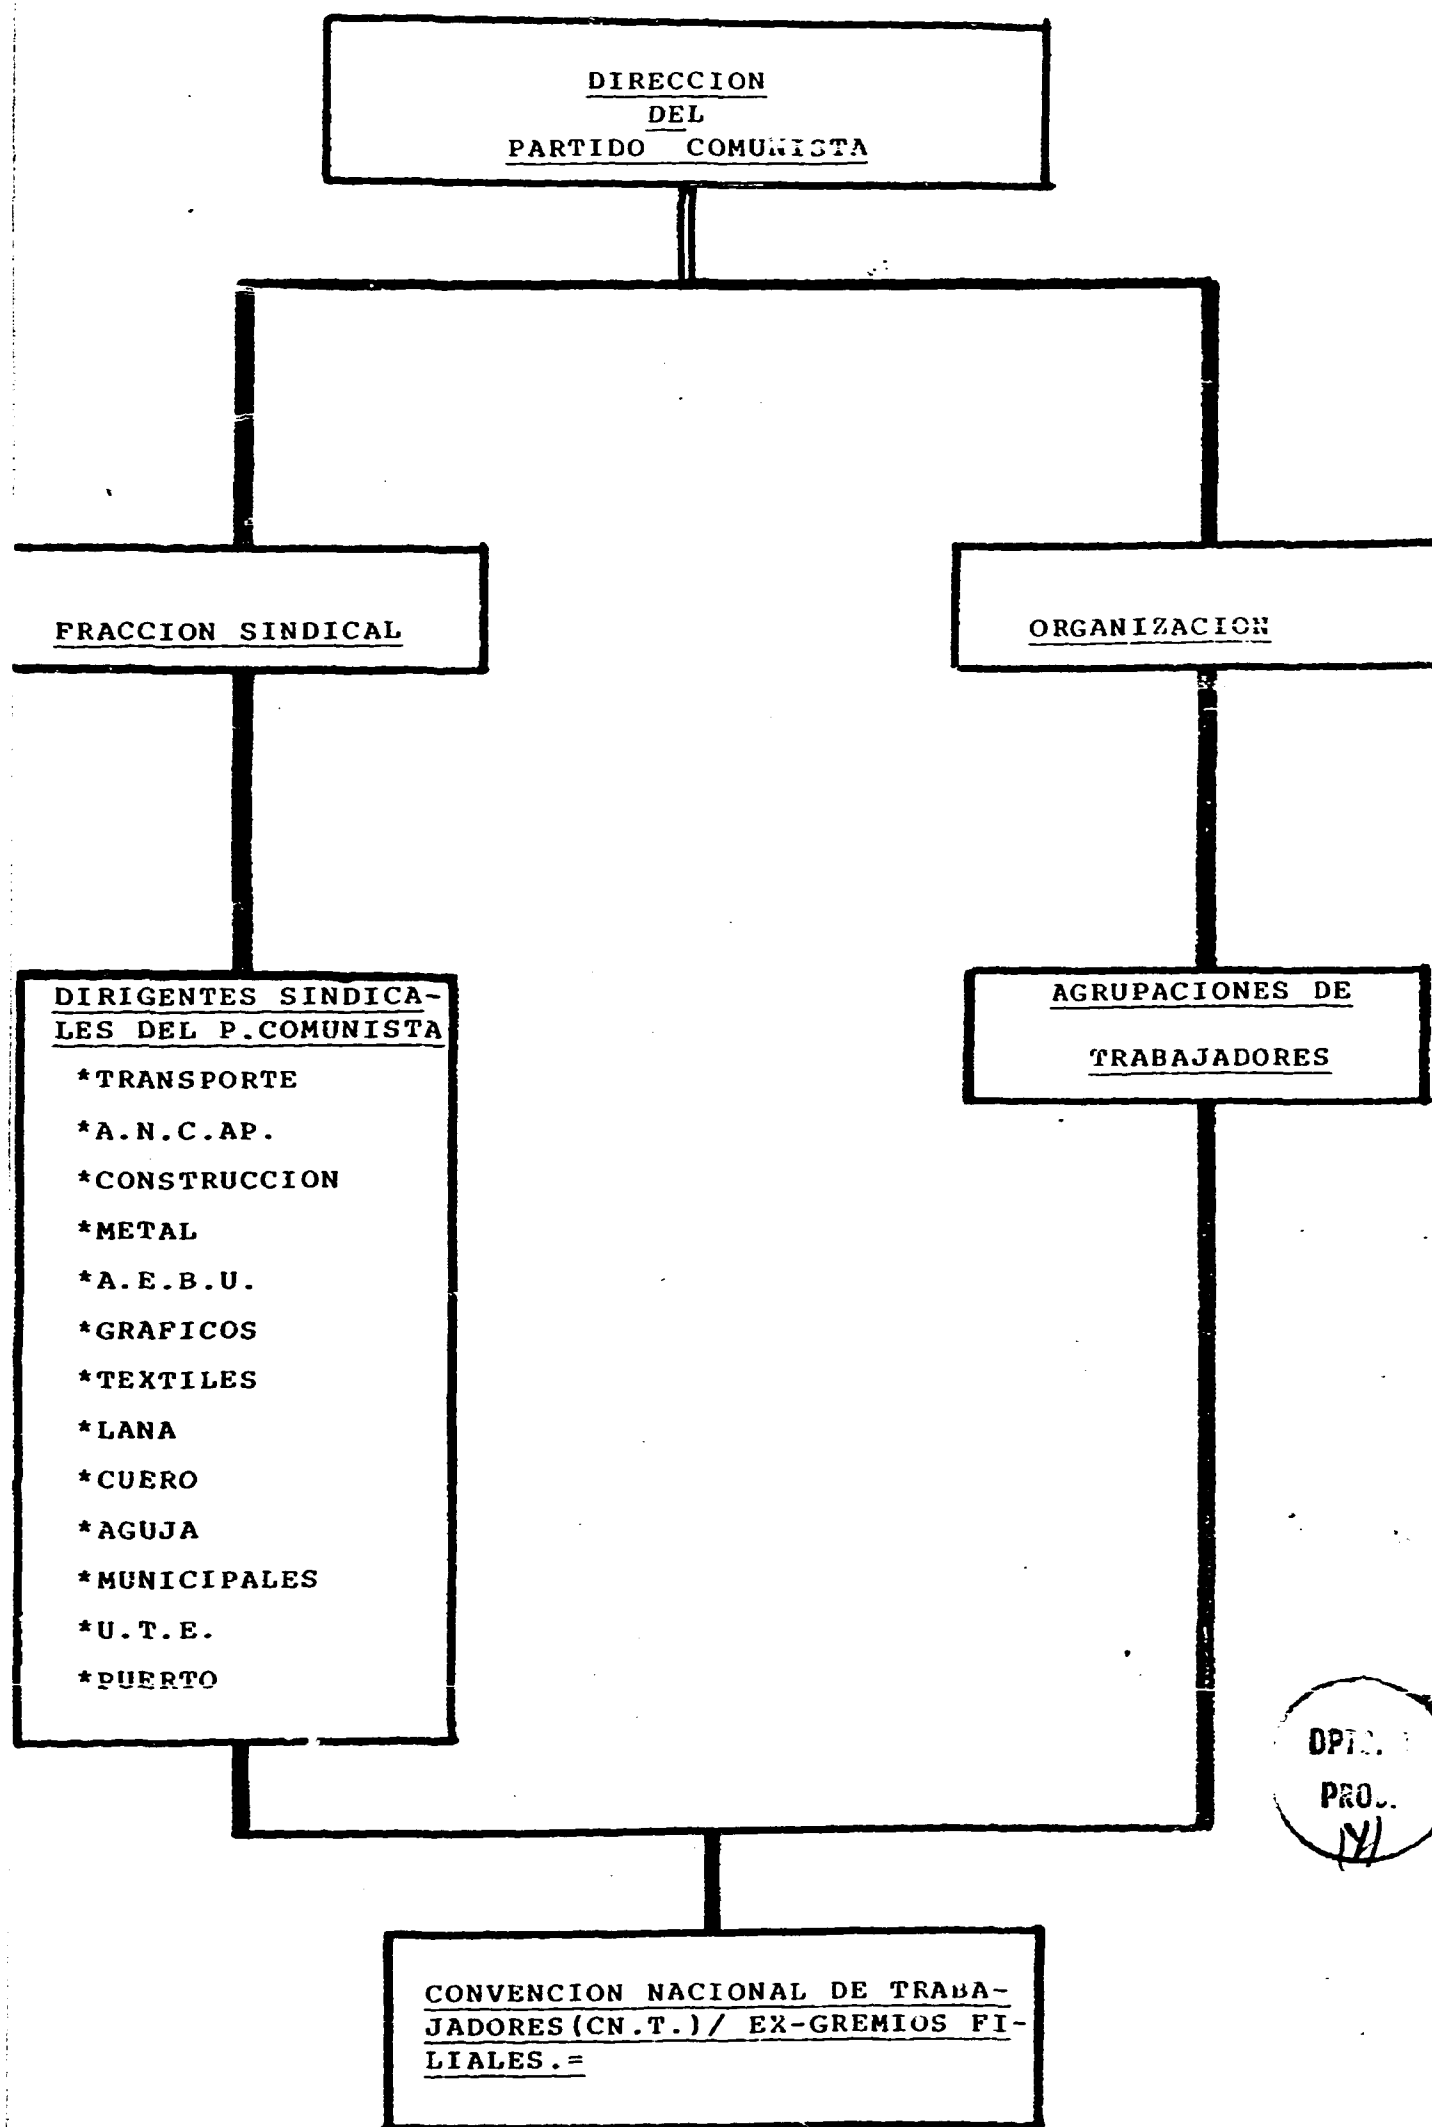 DIRECCION
DEL
PARTIDO COMUNISTA
FRACCION SINDICAL
ORGANIZACION
DIRIGENTES SINDICA-
LES DEL P.COMUNISTA
*TRANSPORTE
*A.N.C.AP.
*CONSTRUCCION
*METAL
*A.E.B.U.
*GRAFICOS
*TEXTILES
*LANA
*CUERO
*AGUJA
*MUNICIPALES
*U.T.E.
*PUERTO
AGRUPACIONES DE
TRABAJADORES
CONVENCION NACIONAL DE TRABA-
JADORES(CN.T.)/ EX-GREMIOS FI-
LIALES.=